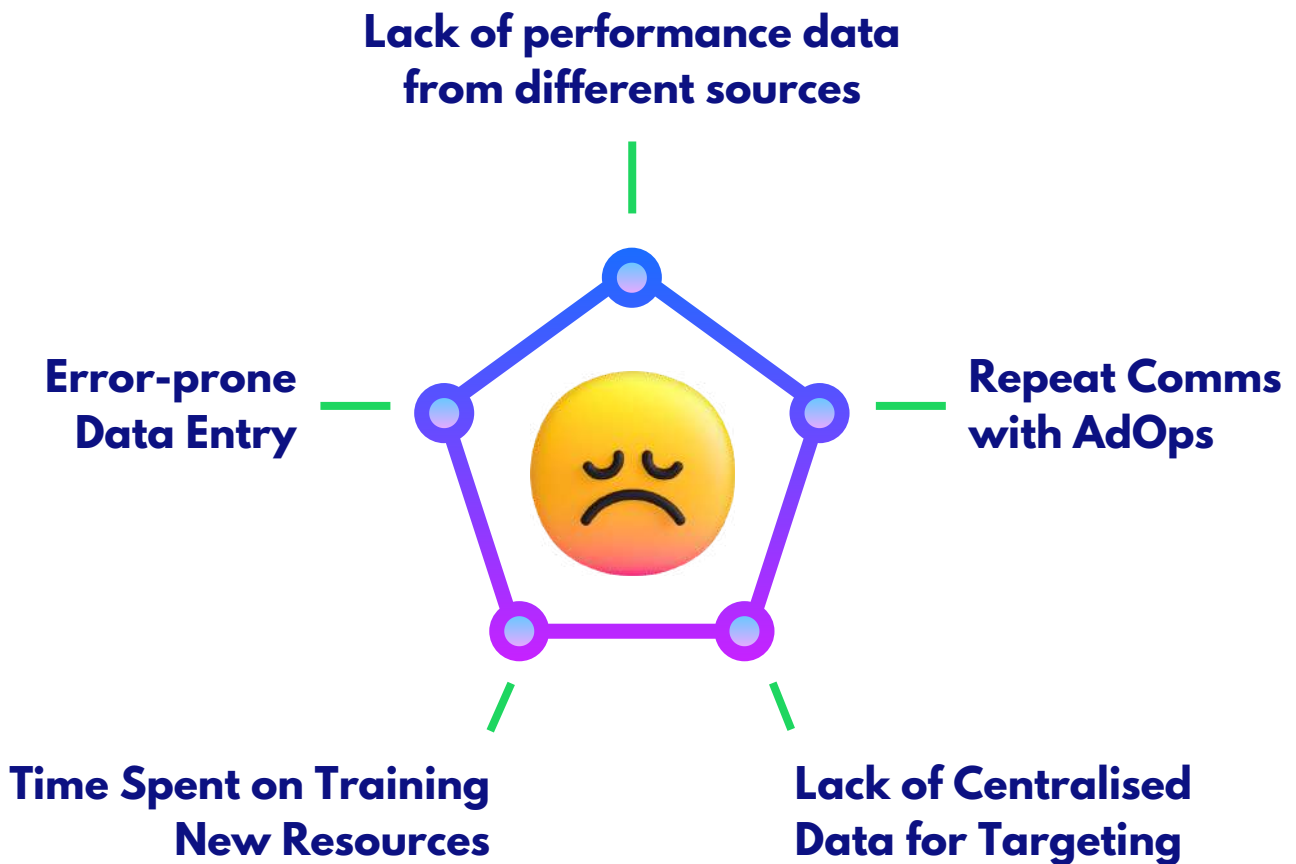 Lack of performance data
from different sources
Error-prone
Data Entry
Repeat Comms
with AdOps
Time Spent on Training
New Resources
Lack of Centralised
Data for Targeting